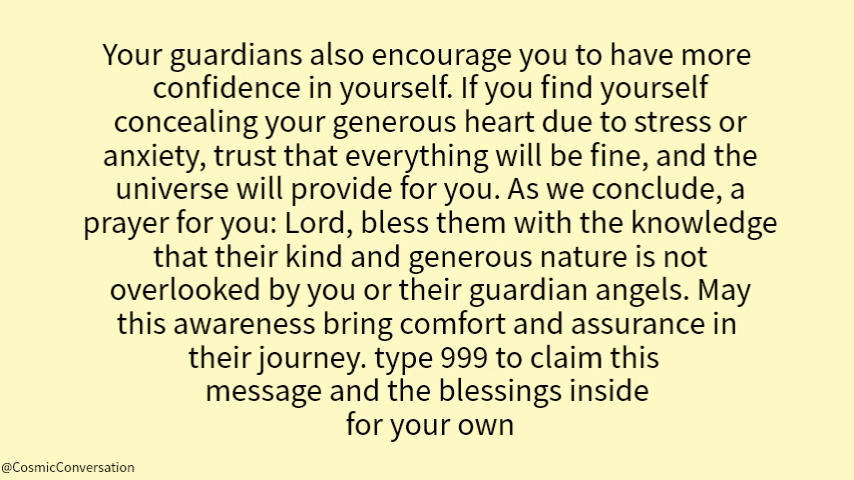 Your guardians also encourage you to have more
confidence in yourself. If you find yourself
concealing your generous heart due to stress or
anxiety, trust that everything will be fine, and the
universe will provide for you. As we conclude, a
prayer for you: Lord, bless them with the knowledge
that their kind and generous nature is not
overlooked by you or their guardian angels. May
this awareness bring comfort and assurance in
their journey. type 999 to claim this
message and the blessings inside
for your own
@CosmicConversation